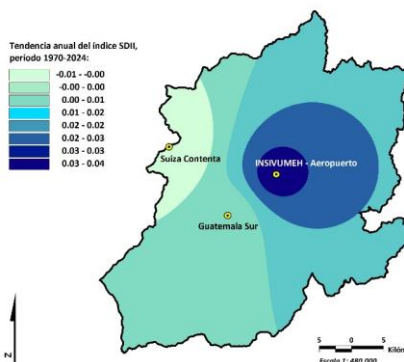 Tendencia anual del índice SDII,
período 1970-2024:
-0.01 - -0.00
-0.00 - 0.00
0.00 - 0.01
0.01 - 0.02
0.02 - 0.02
0.02 - 0.03
0.03 - 0.03
0.03 - 0.04
Suiza Contenta
INSIVUMEH - Aeropuerto
Guatemala Sur
N
5 0 5
Kilóm
Escala 1: 480,000